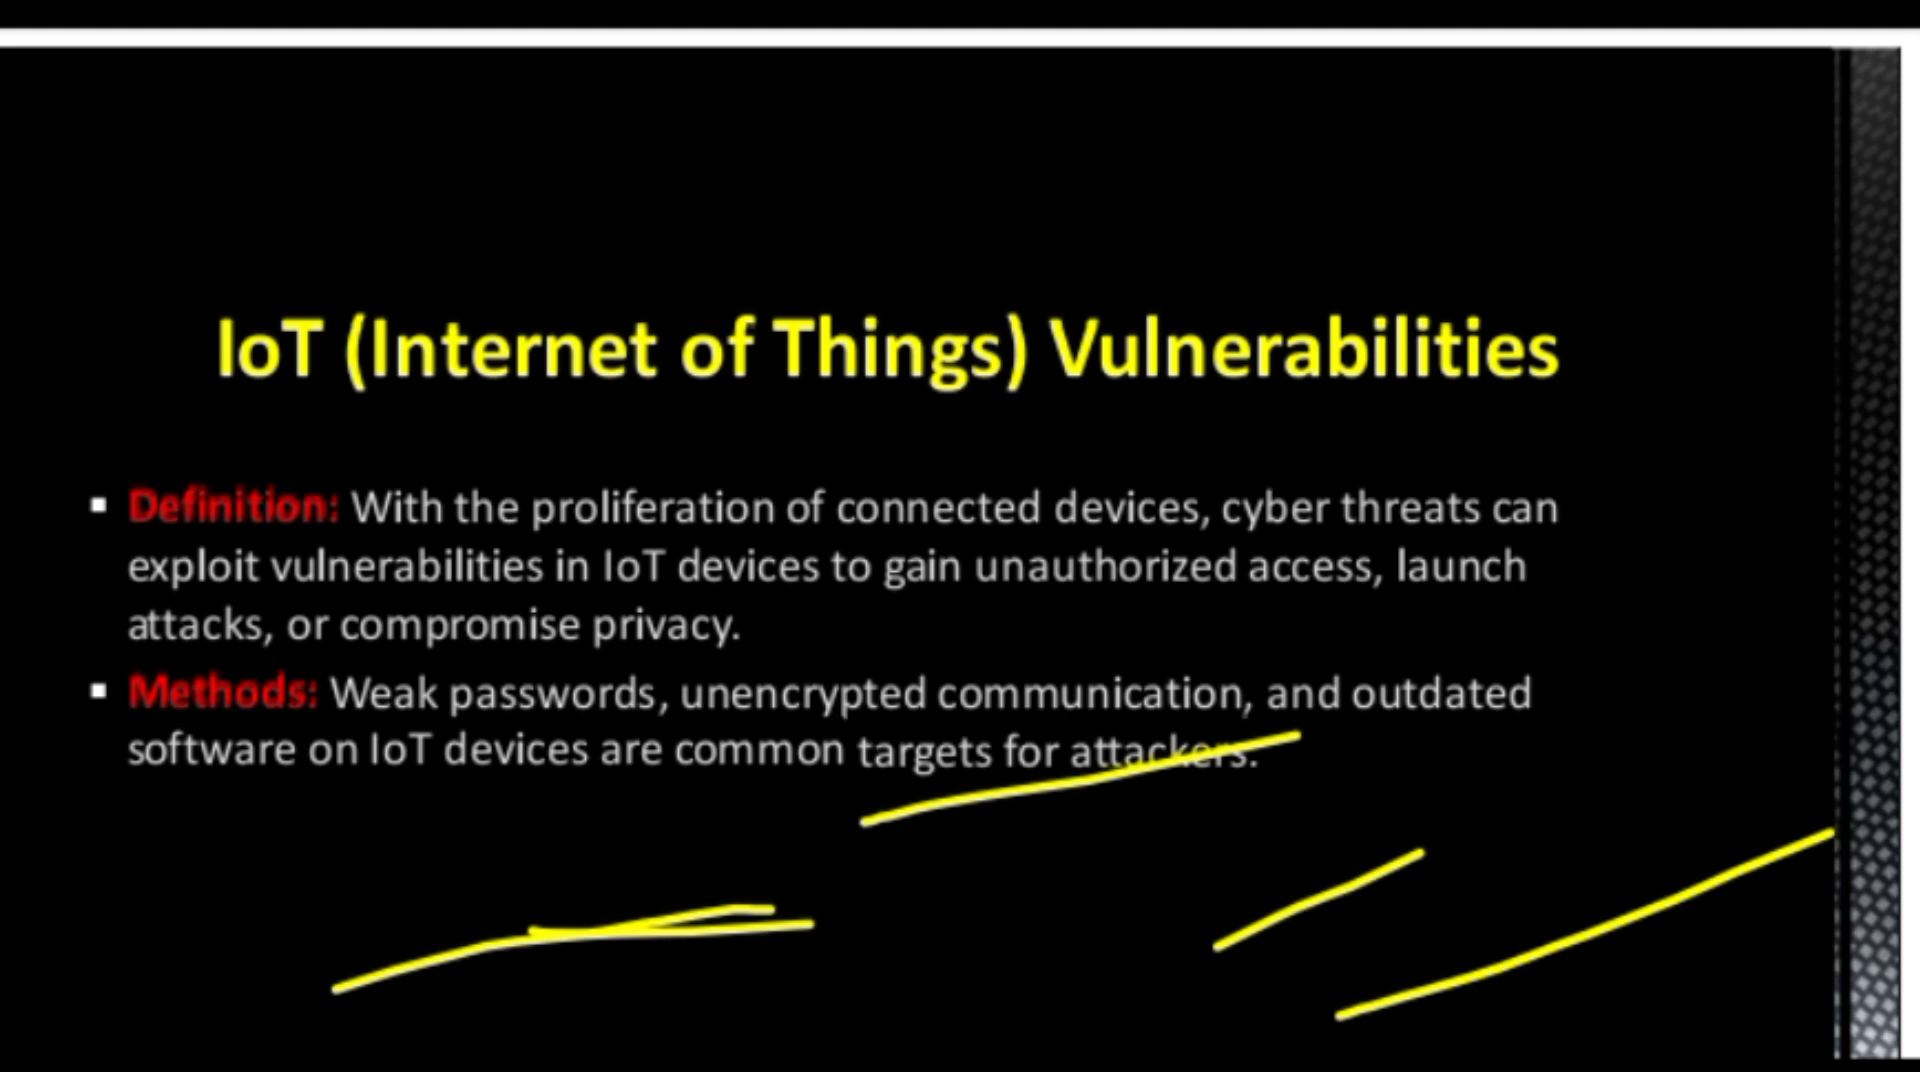 IoT (Internet of Things) Vulnerabilities
▪ Definition: With the proliferation of connected devices, cyber threats can
exploit vulnerabilities in IoT devices to gain unauthorized access, launch
attacks, or compromise privacy.
▪ Methods: Weak passwords, unencrypted communication, and outdated
software on IoT devices are common targets for attackers.